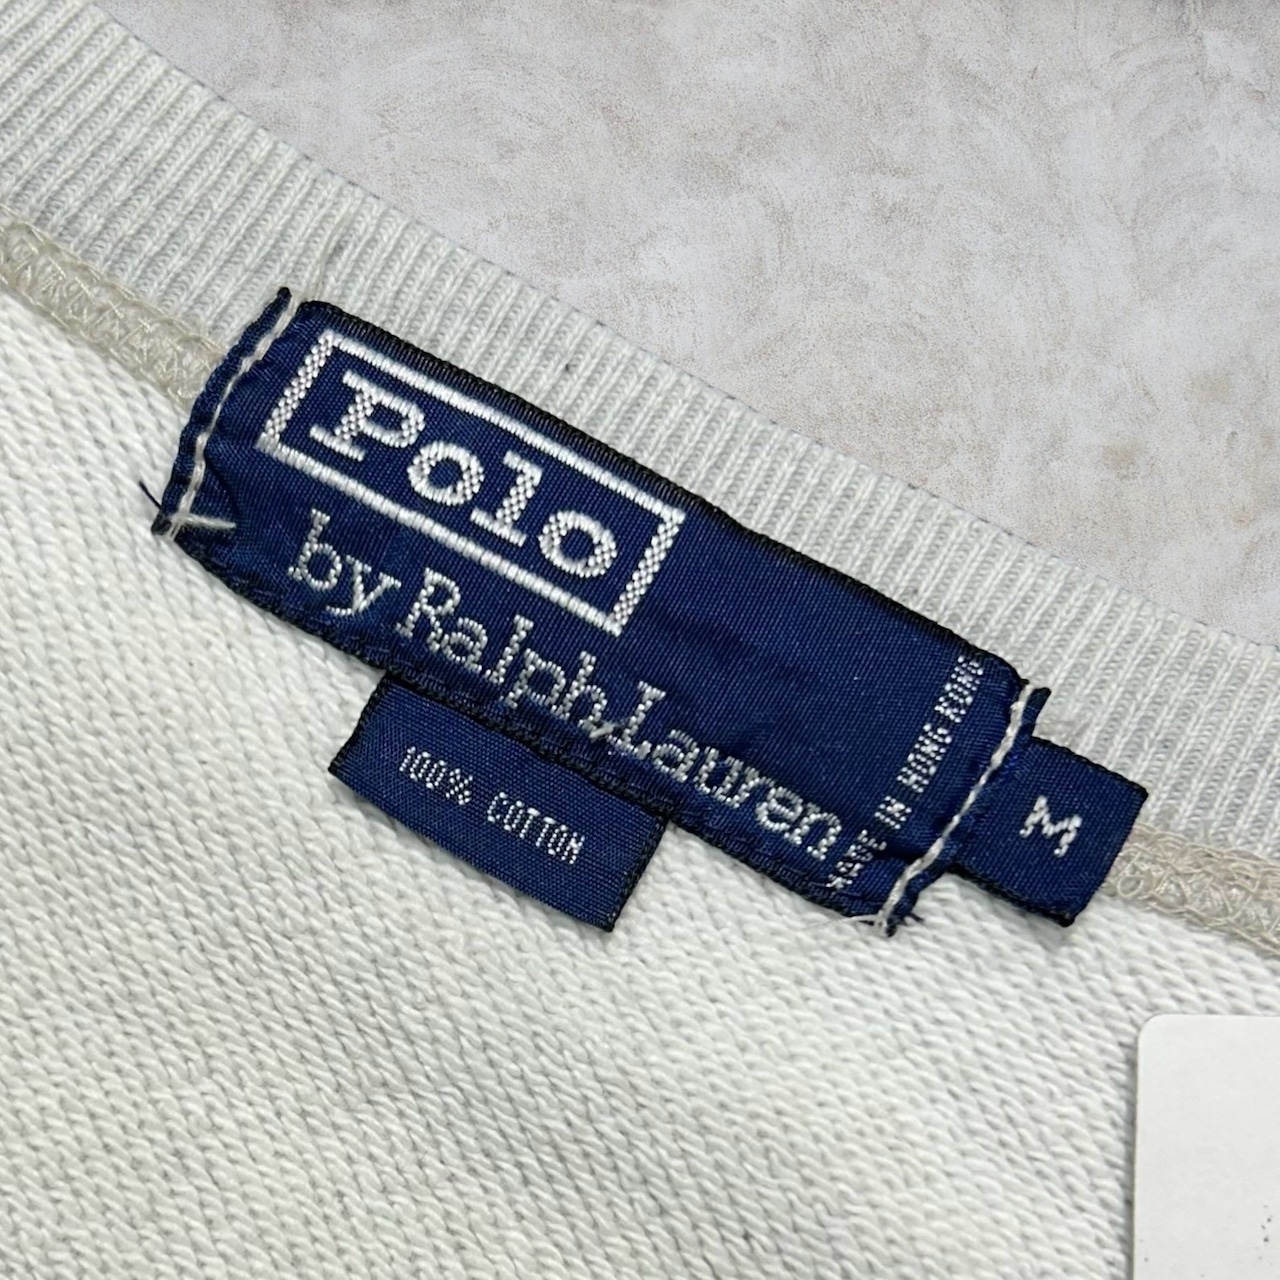 Polo
by Ralph Lauren
MADE IN HONG KONG
M
100% COTTON